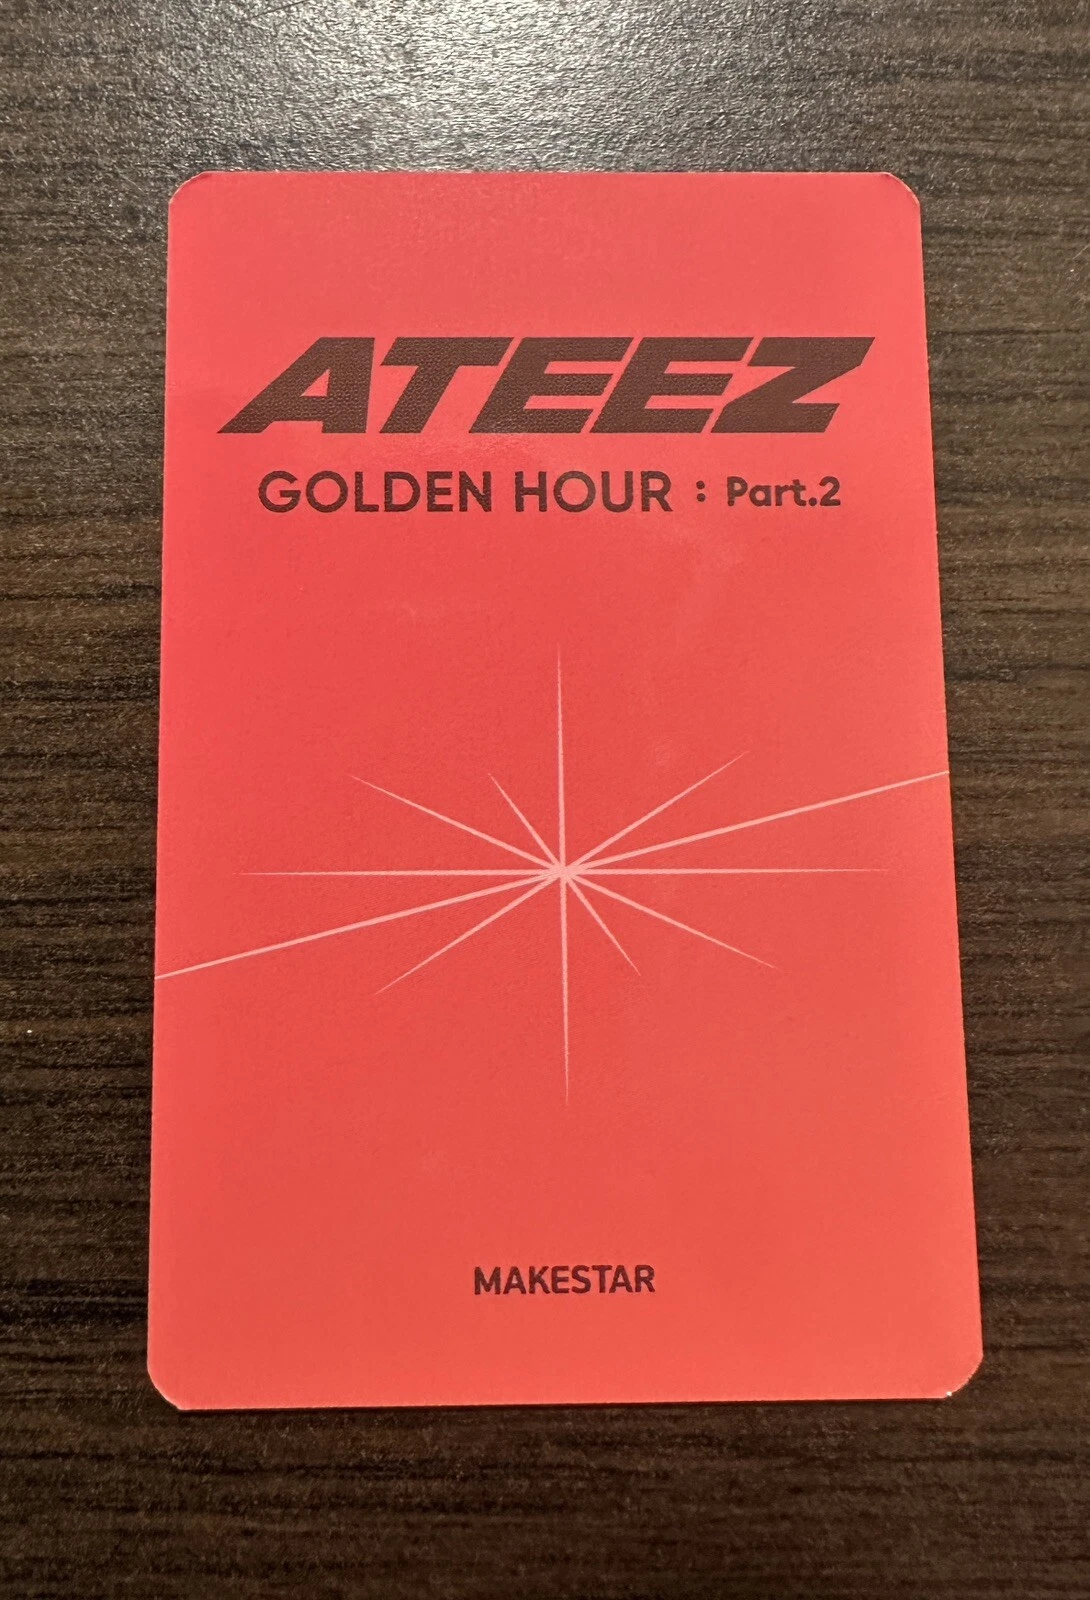 ATEEZ
GOLDEN HOUR : Part.2
MAKESTAR